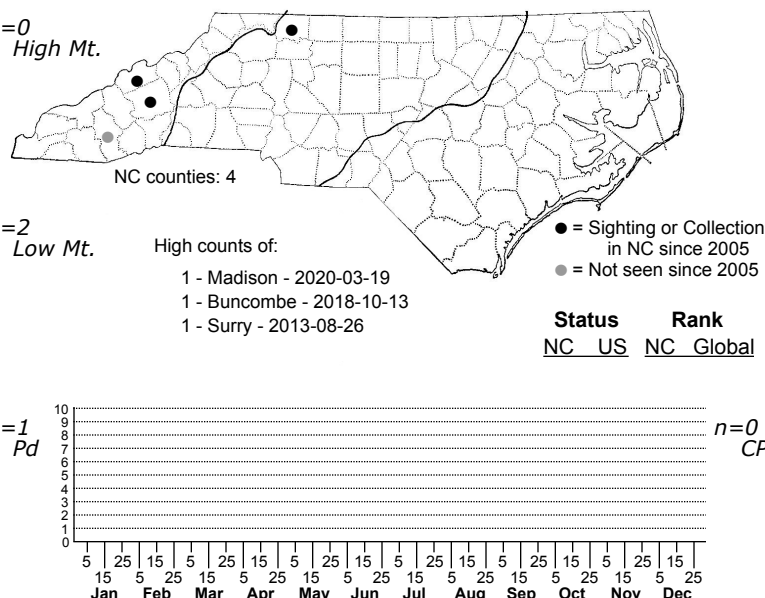 =0
High Mt.
NC counties: 4
=2
Low Mt.
High counts of:
1 - Madison - 2020-03-19
1 - Buncombe - 2018-10-13
1 - Surry - 2013-08-26
● = Sighting or Collection
in NC since 2005
● = Not seen since 2005
Status Rank
NC US NC Global
=1
Pd
n=0
CP
10
9
8
7
6
5
4
3
2
1
0
5 25 15 5 25 15 5 25 15 5 25 15 5 25 15 5 25 15
15 5 25 15 5 25 15 5 25 15 5 25 15 5 25 15 5 25
Jan Feb Mar Apr May Jun Jul Aug Sep Oct Nov Dec